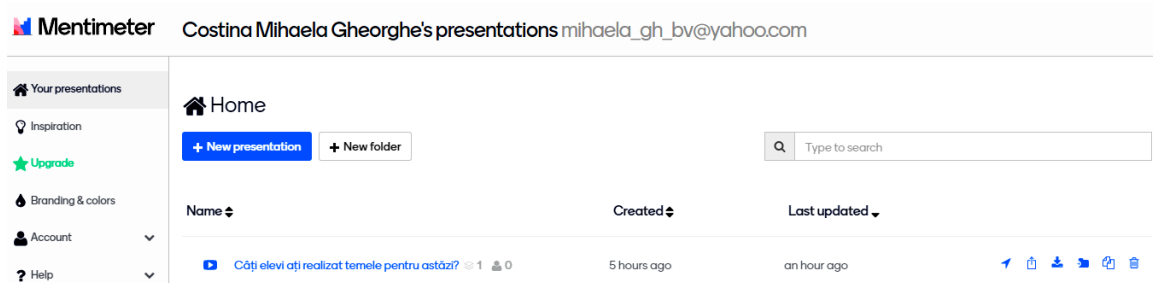 Mentimeter
Costina Mihaela Gheorghe's presentations mihaela_gh_bv@yahoo.com
Your presentations
Inspiration
Upgrade
Branding & colors
Account
? Help
Home
+ New presentation
+ New folder
Type to search
Name
Created
Last updated
Câți elevi ați realizat temele pentru astăzi? 1 0
5 hours ago
an hour ago